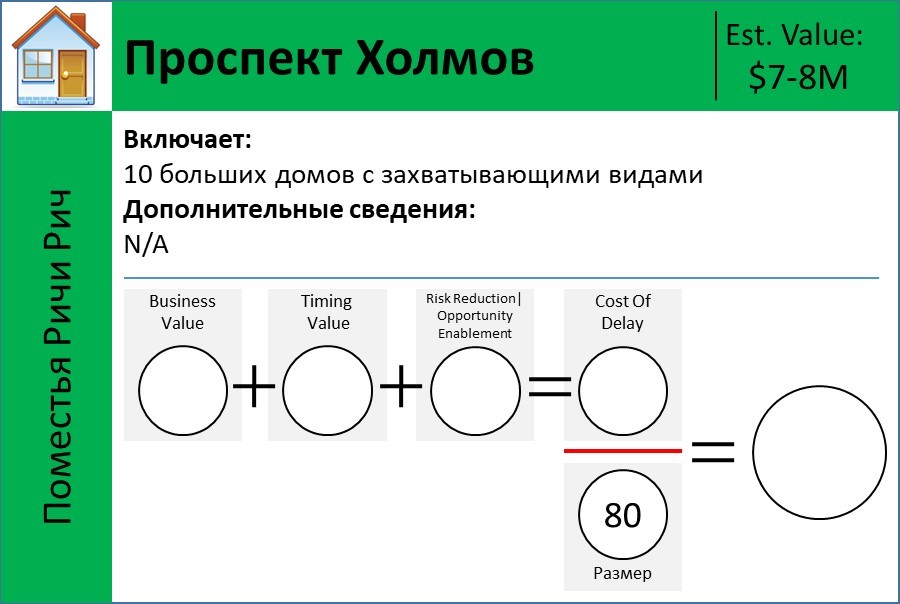 Проспект Холмов
Est. Value:
$7-8M
Поместья Ричи Рич
Включает:
10 больших домов с захватывающими видами
Дополнительные сведения:
N/A
Business
Value
Timing
Value
Risk Reduction|
Opportunity
Enablement
Cost Of
Delay
+
+
=
=
80
Размер